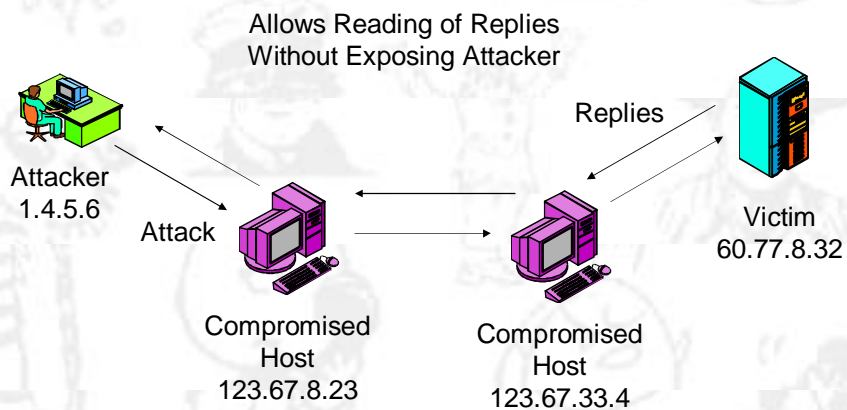 Allows Reading of Replies
Without Exposing Attacker
Replies
Attacker
1.4.5.6
Attack
Victim
60.77.8.32
Compromised
Host
123.67.8.23
Compromised
Host
123.67.33.4